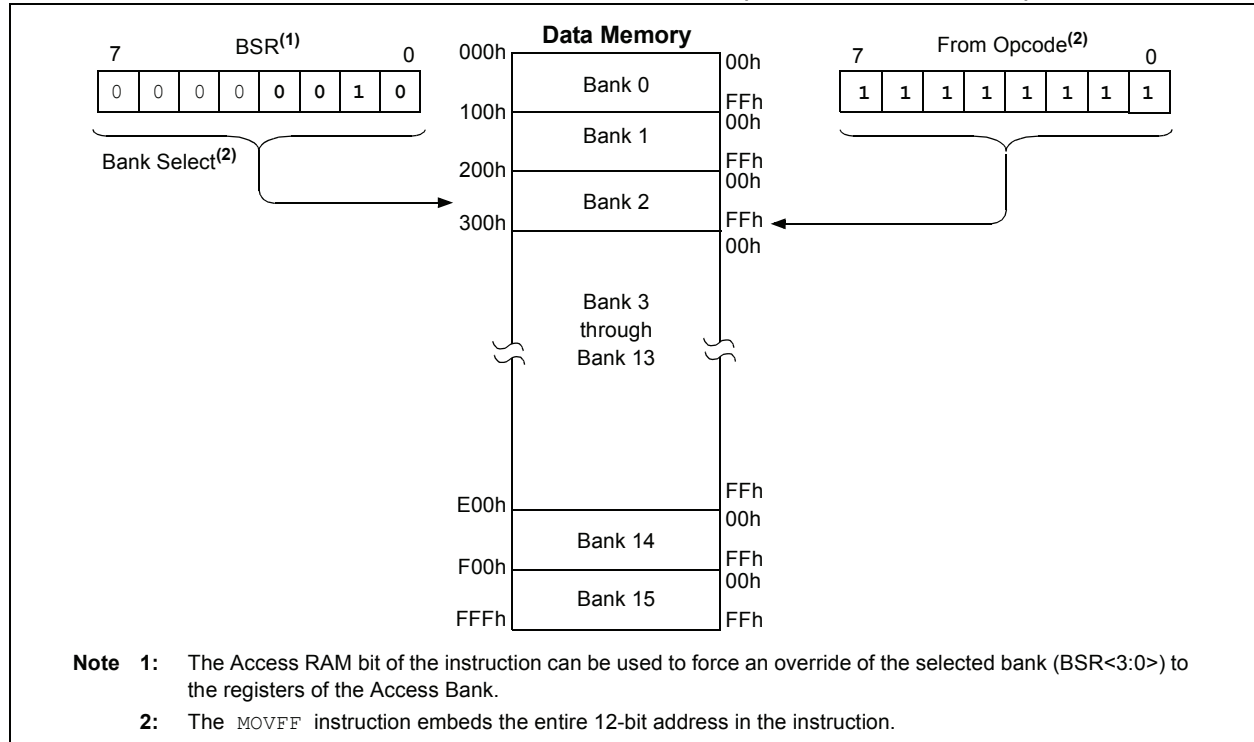 Data Memory
7 BSR(1) 0
0 0 0 0 0 0 1 0
Bank Select(2)
000h
100h
200h
300h
E00h
F00h
FFFh
Bank 0
Bank 1
Bank 2
Bank 3
through
Bank 13
Bank 14
Bank 15
00h
FFh
00h
FFh
00h
FFh
00h
FFh
00h
FFh
00h
FFh
7 From Opcode(2) 0
1 1 1 1 1 1 1 1
Note 1: The Access RAM bit of the instruction can be used to force an override of the selected bank (BSR<3:0>) to
the registers of the Access Bank.
2: The MOVFF instruction embeds the entire 12-bit address in the instruction.